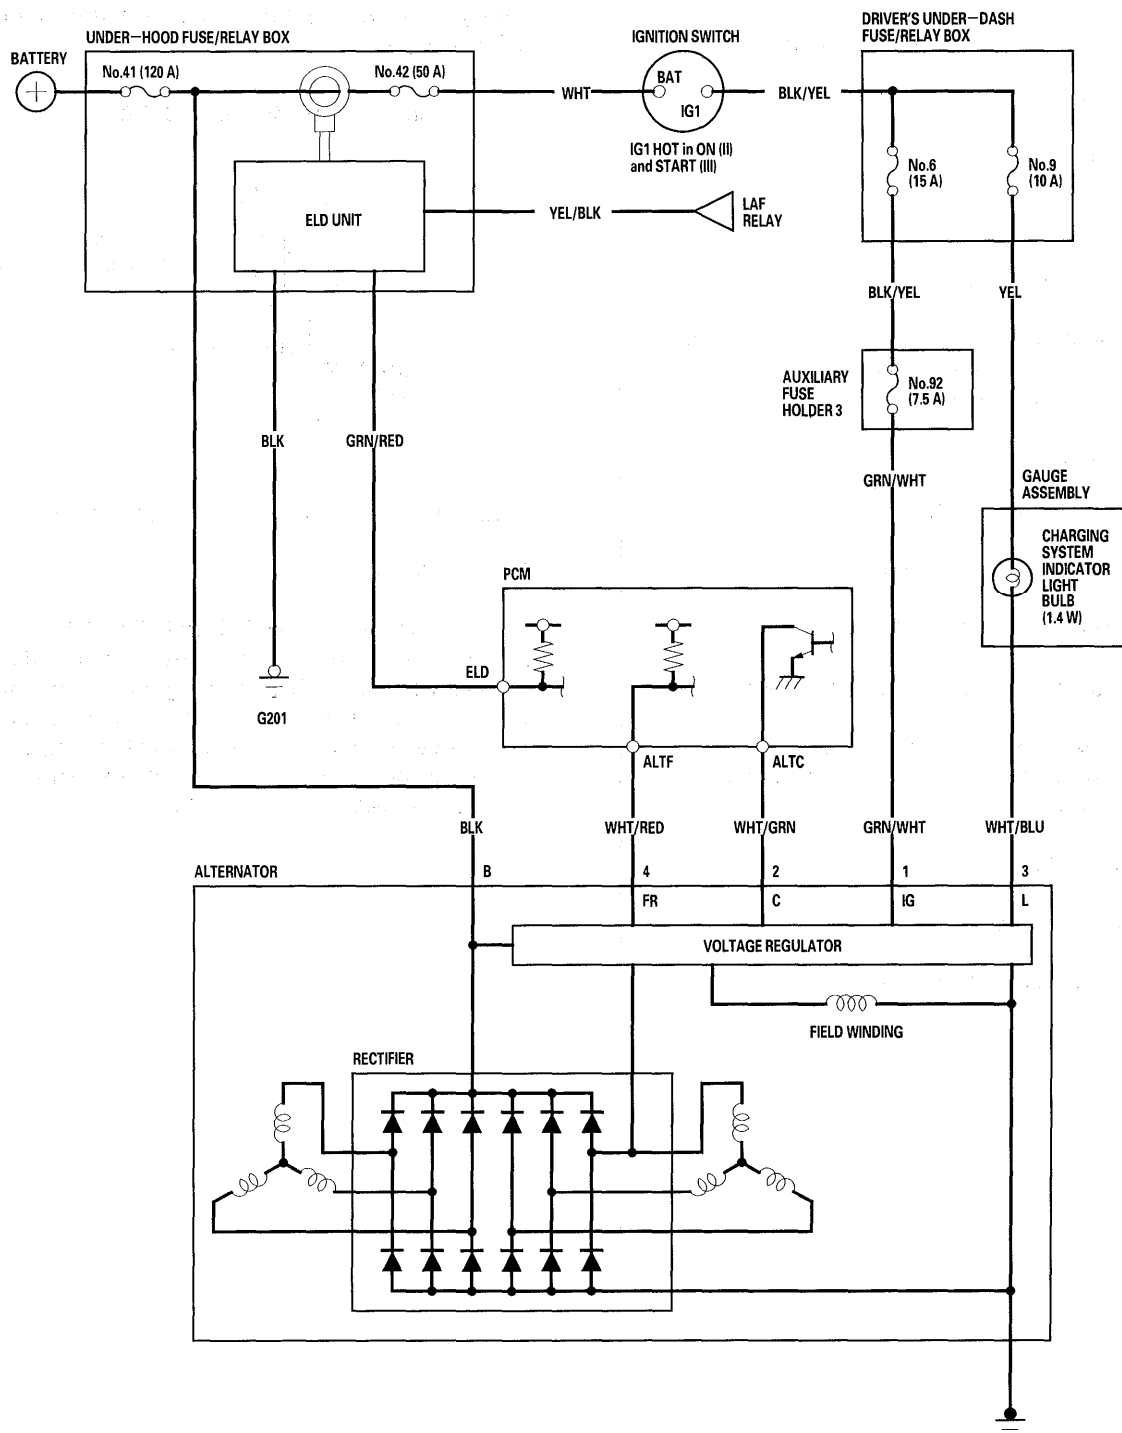 DRIVER'S UNDER-DASH
FUSE/RELAY BOX
UNDER-HOOD FUSE/RELAY BOX
IGNITION SWITCH
BATTERY
No.41 (120 A)
No.42 (50 A)
BAT
WHT
BLK/YEL
IG1
IG1 HOT in ON (II)
and START (III)
No.6
(15 A)
No.9
(10 A)
ELD UNIT
YEL/BLK
LAF
RELAY
BLK/YEL
YEL
AUXILIARY
FUSE
HOLDER 3
No.92
(7.5 A)
BLK
GRN/RED
GRN/WHT
GAUGE
ASSEMBLY
CHARGING
SYSTEM
INDICATOR
LIGHT
BULB
(1.4 W)
PCM
ELD
G201
ALTF
ALTC
BLK
WHT/RED
WHT/GRN
GRN/WHT
WHT/BLU
ALTERNATOR
B
4
2
1
3
FR
C
IG
L
VOLTAGE REGULATOR
FIELD WINDING
RECTIFIER